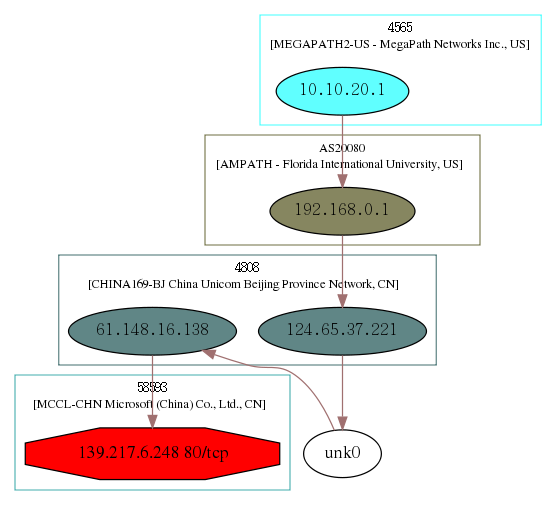 4565
[MEGAPATH2-US - MegaPath Networks Inc., US]
10.10.20.1
AS20080
[AMPATH - Florida International University, US]
192.168.0.1
4808
[CHINA169-BJ China Unicom Beijing Province Network, CN]
61.148.16.138
124.65.37.221
58593
[MCCL-CHN Microsoft (China) Co., Ltd., CN]
139.217.6.248 80/tcp
unk0